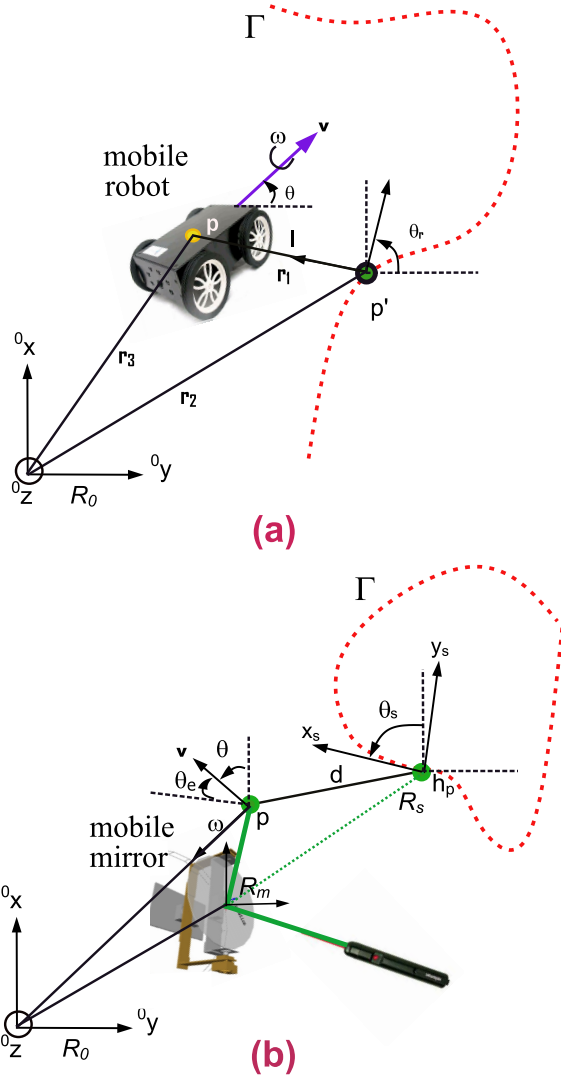 Γ
ω
v
mobile
robot
θ
p
l
r₁
θr
p'
⁰x
r₃
r₂
⁰y
⁰z
R₀
(a)
Γ
yₛ
θₛ
xₛ
v
θ
θₑ
d
hₚ
Rₛ
p
mobile
mirror
ω
Rₘ
⁰x
⁰y
⁰z
R₀
(b)